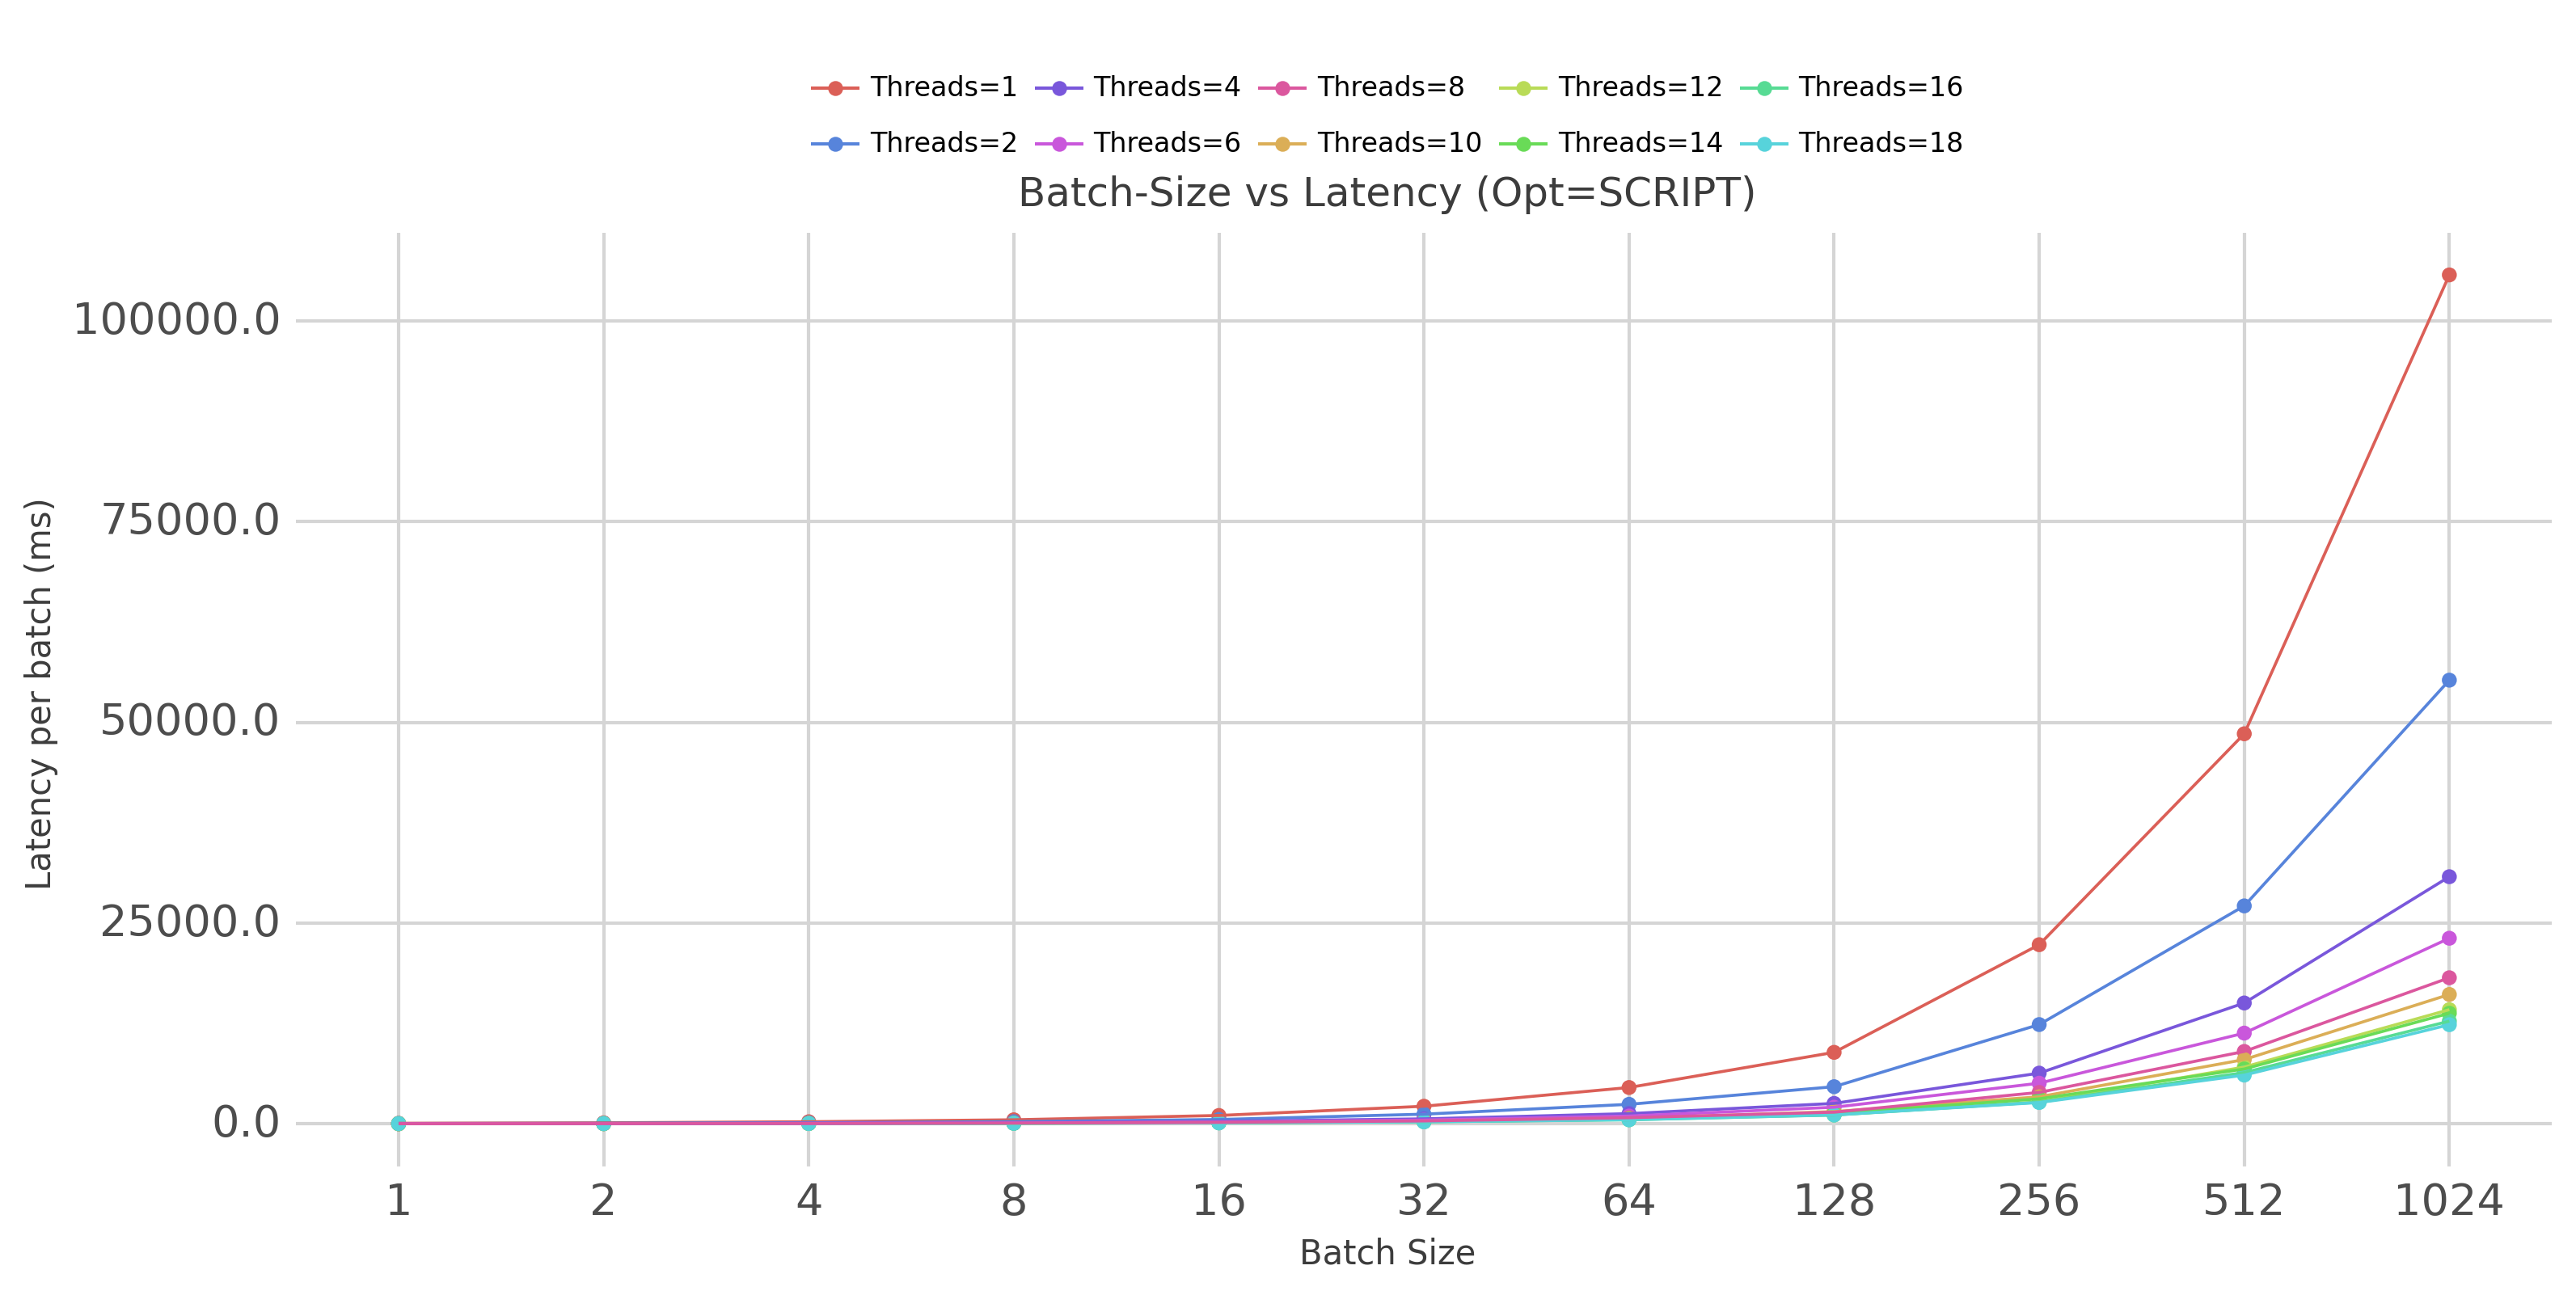 Threads=1 Threads=4 Threads=8 Threads=12 Threads=16
Threads=2 Threads=6 Threads=10 Threads=14 Threads=18
Batch-Size vs Latency (Opt=SCRIPT)
100000.0
75000.0
50000.0
25000.0
0.0
Latency per batch (ms)
1 2 4 8 16 32 64 128 256 512 1024
Batch Size